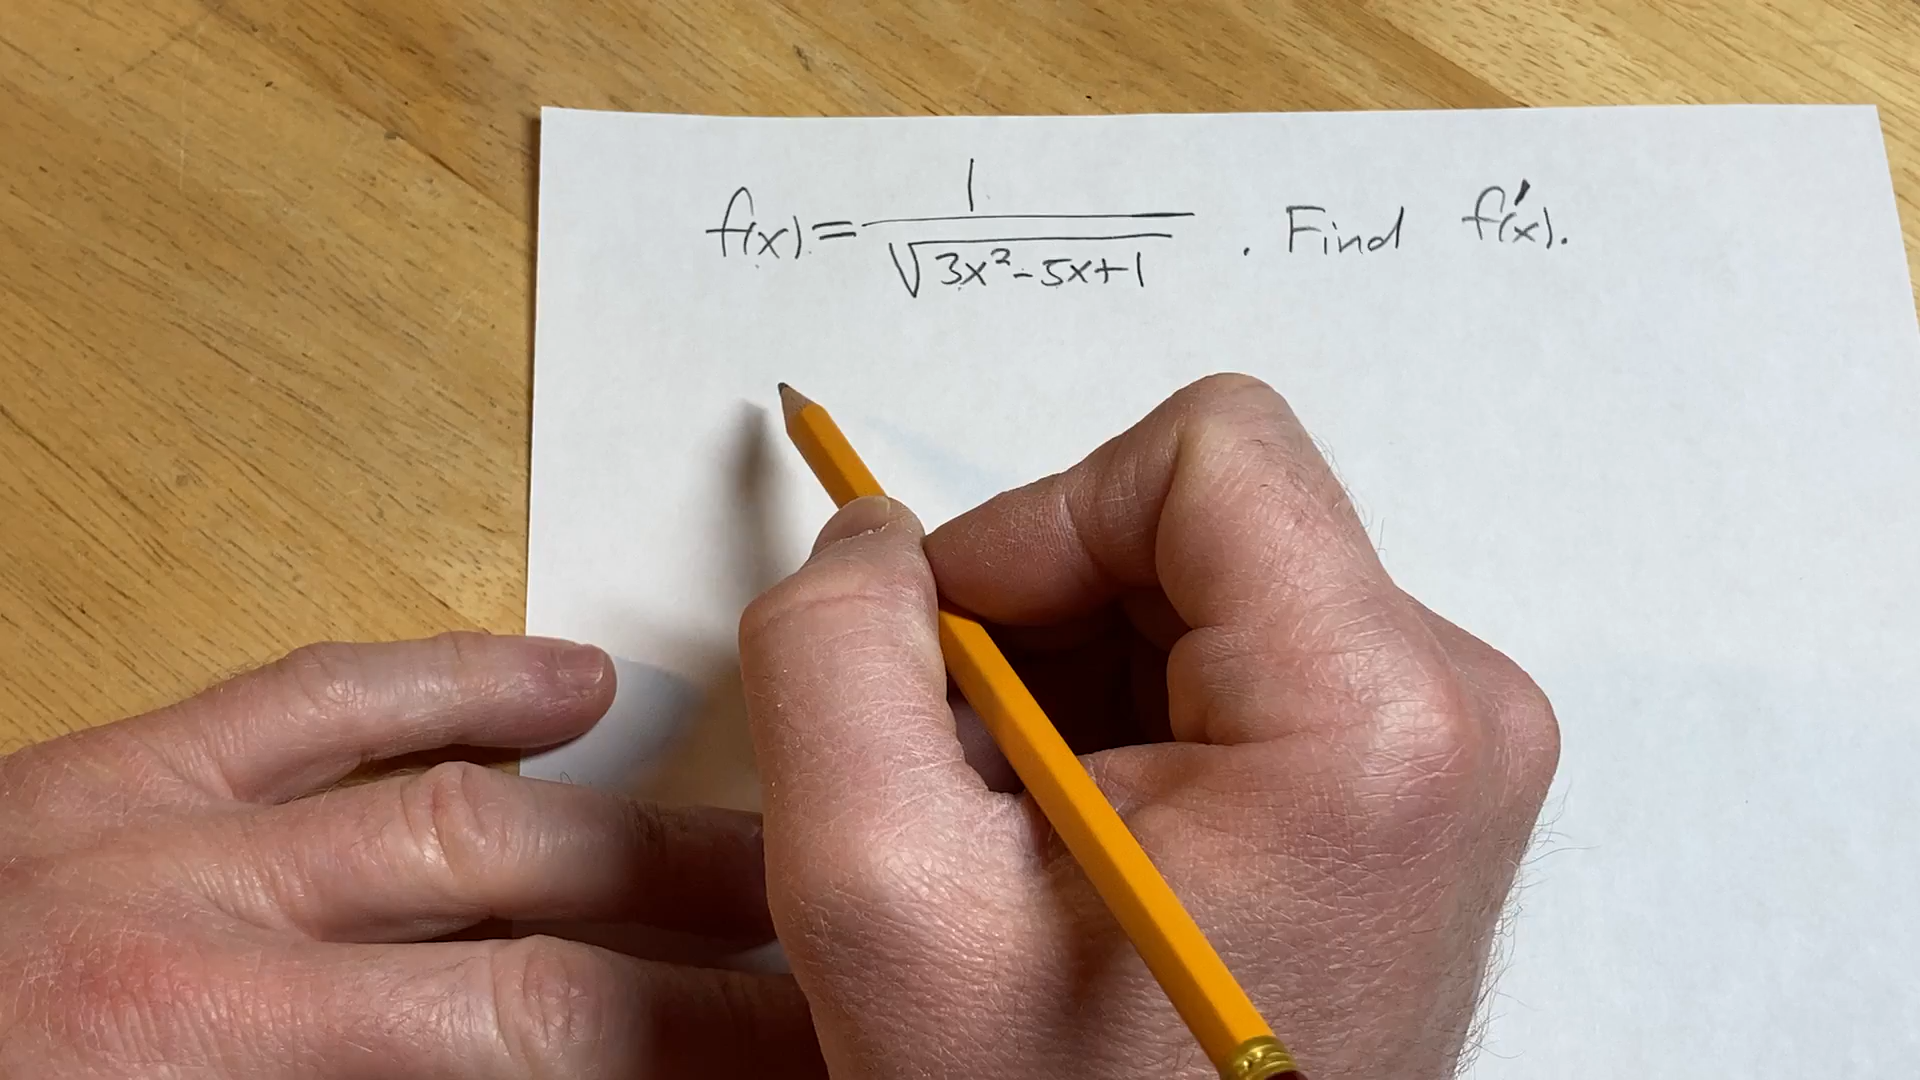 f(x) = 1/√(3x²-5x+1) . Find f'(x).